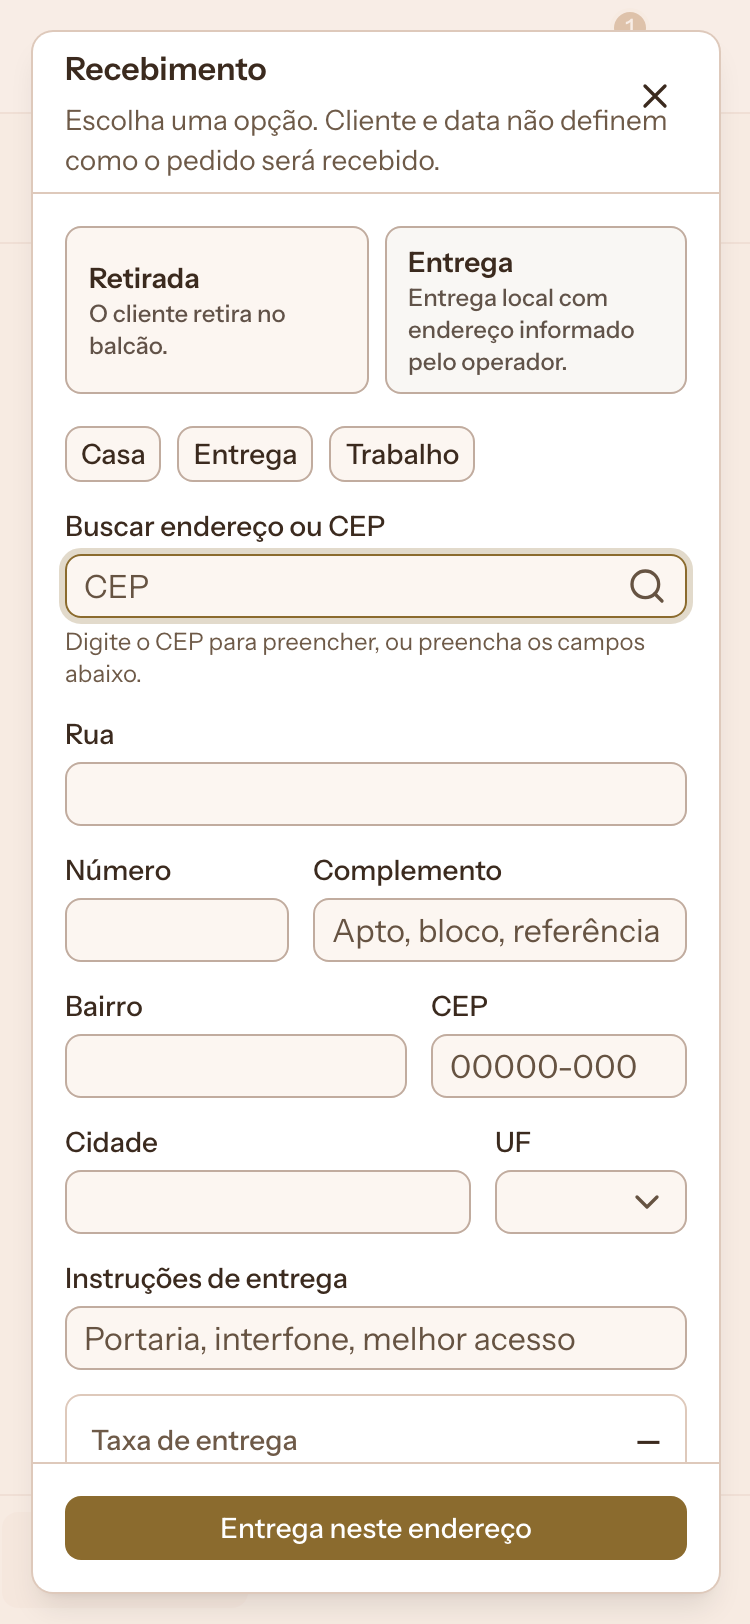 1
Recebimento
Escolha uma opção. Cliente e data não definem
como o pedido será recebido.
Retirada
O cliente retira no
balcão.
Entrega
Entrega local com
endereço informado
pelo operador.
Casa
Entrega
Trabalho
Buscar endereço ou CEP
CEP
Digite o CEP para preencher, ou preencha os campos
abaixo.
Rua
Número
Complemento
Apto, bloco, referência
Bairro
CEP
00000-000
Cidade
UF
Instruções de entrega
Portaria, interfone, melhor acesso
Taxa de entrega
—
Entrega neste endereço